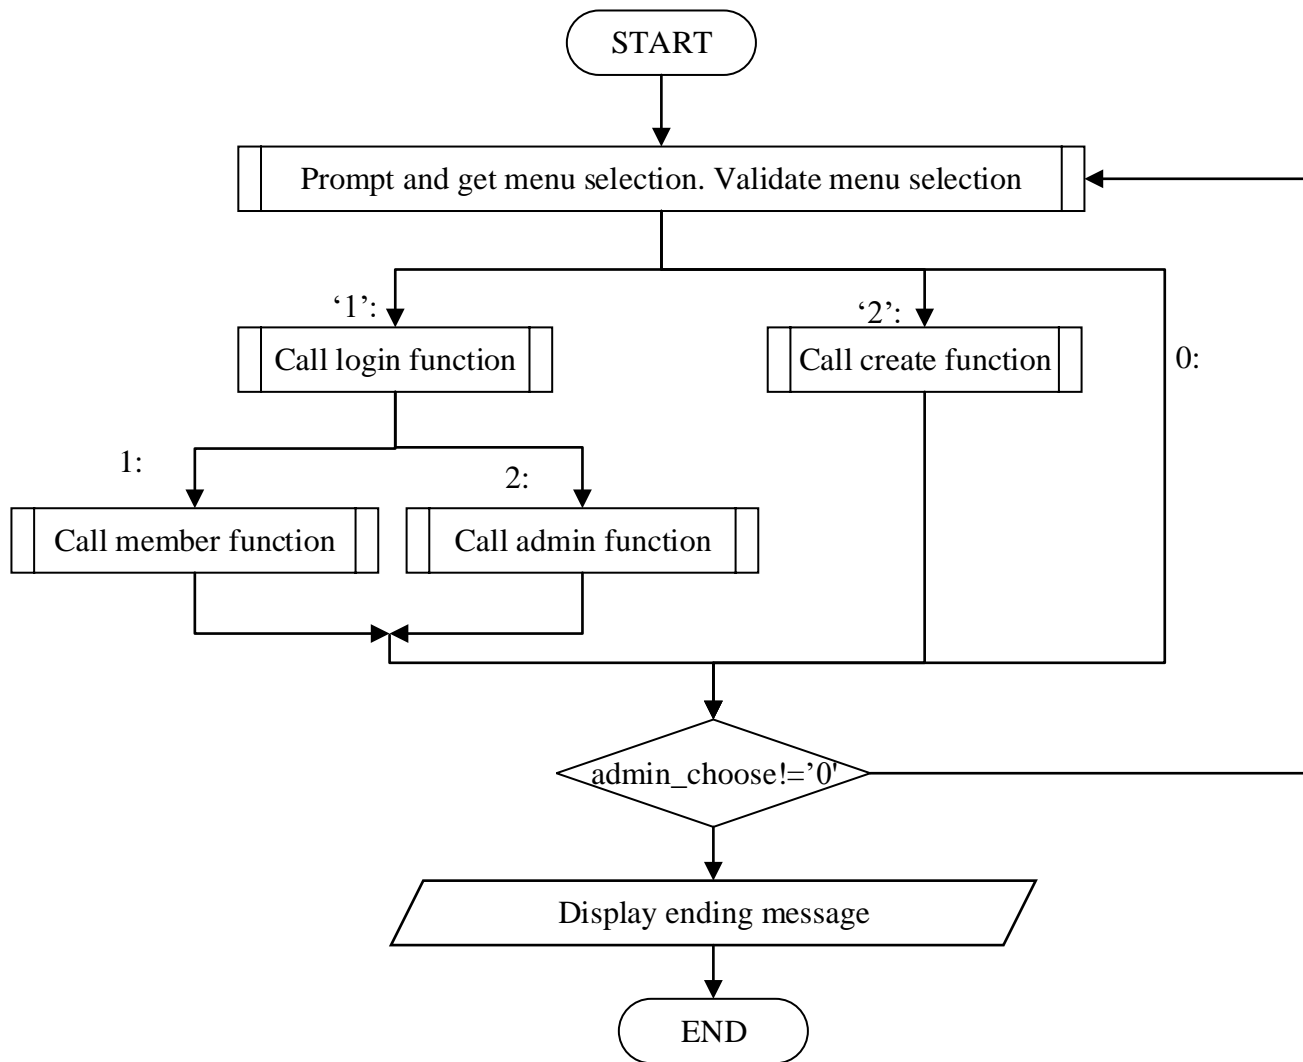 START
Prompt and get menu selection. Validate menu selection
‘1’:
‘2’:
Call login function
Call create function
0:
1:
2:
Call member function
Call admin function
admin_choose!=’0'
Display ending message
END